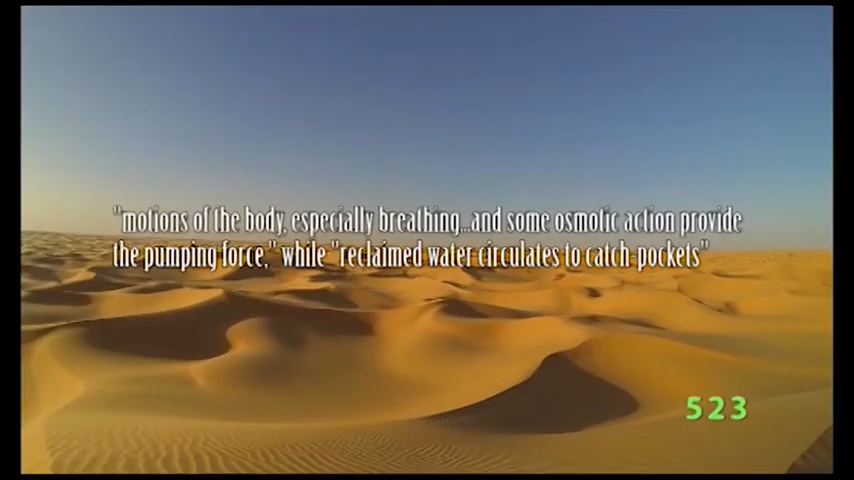 "motions of the body, especially breathing...and some osmotic action provide
the pumping force," while "reclaimed water circulates to catch pockets"
523